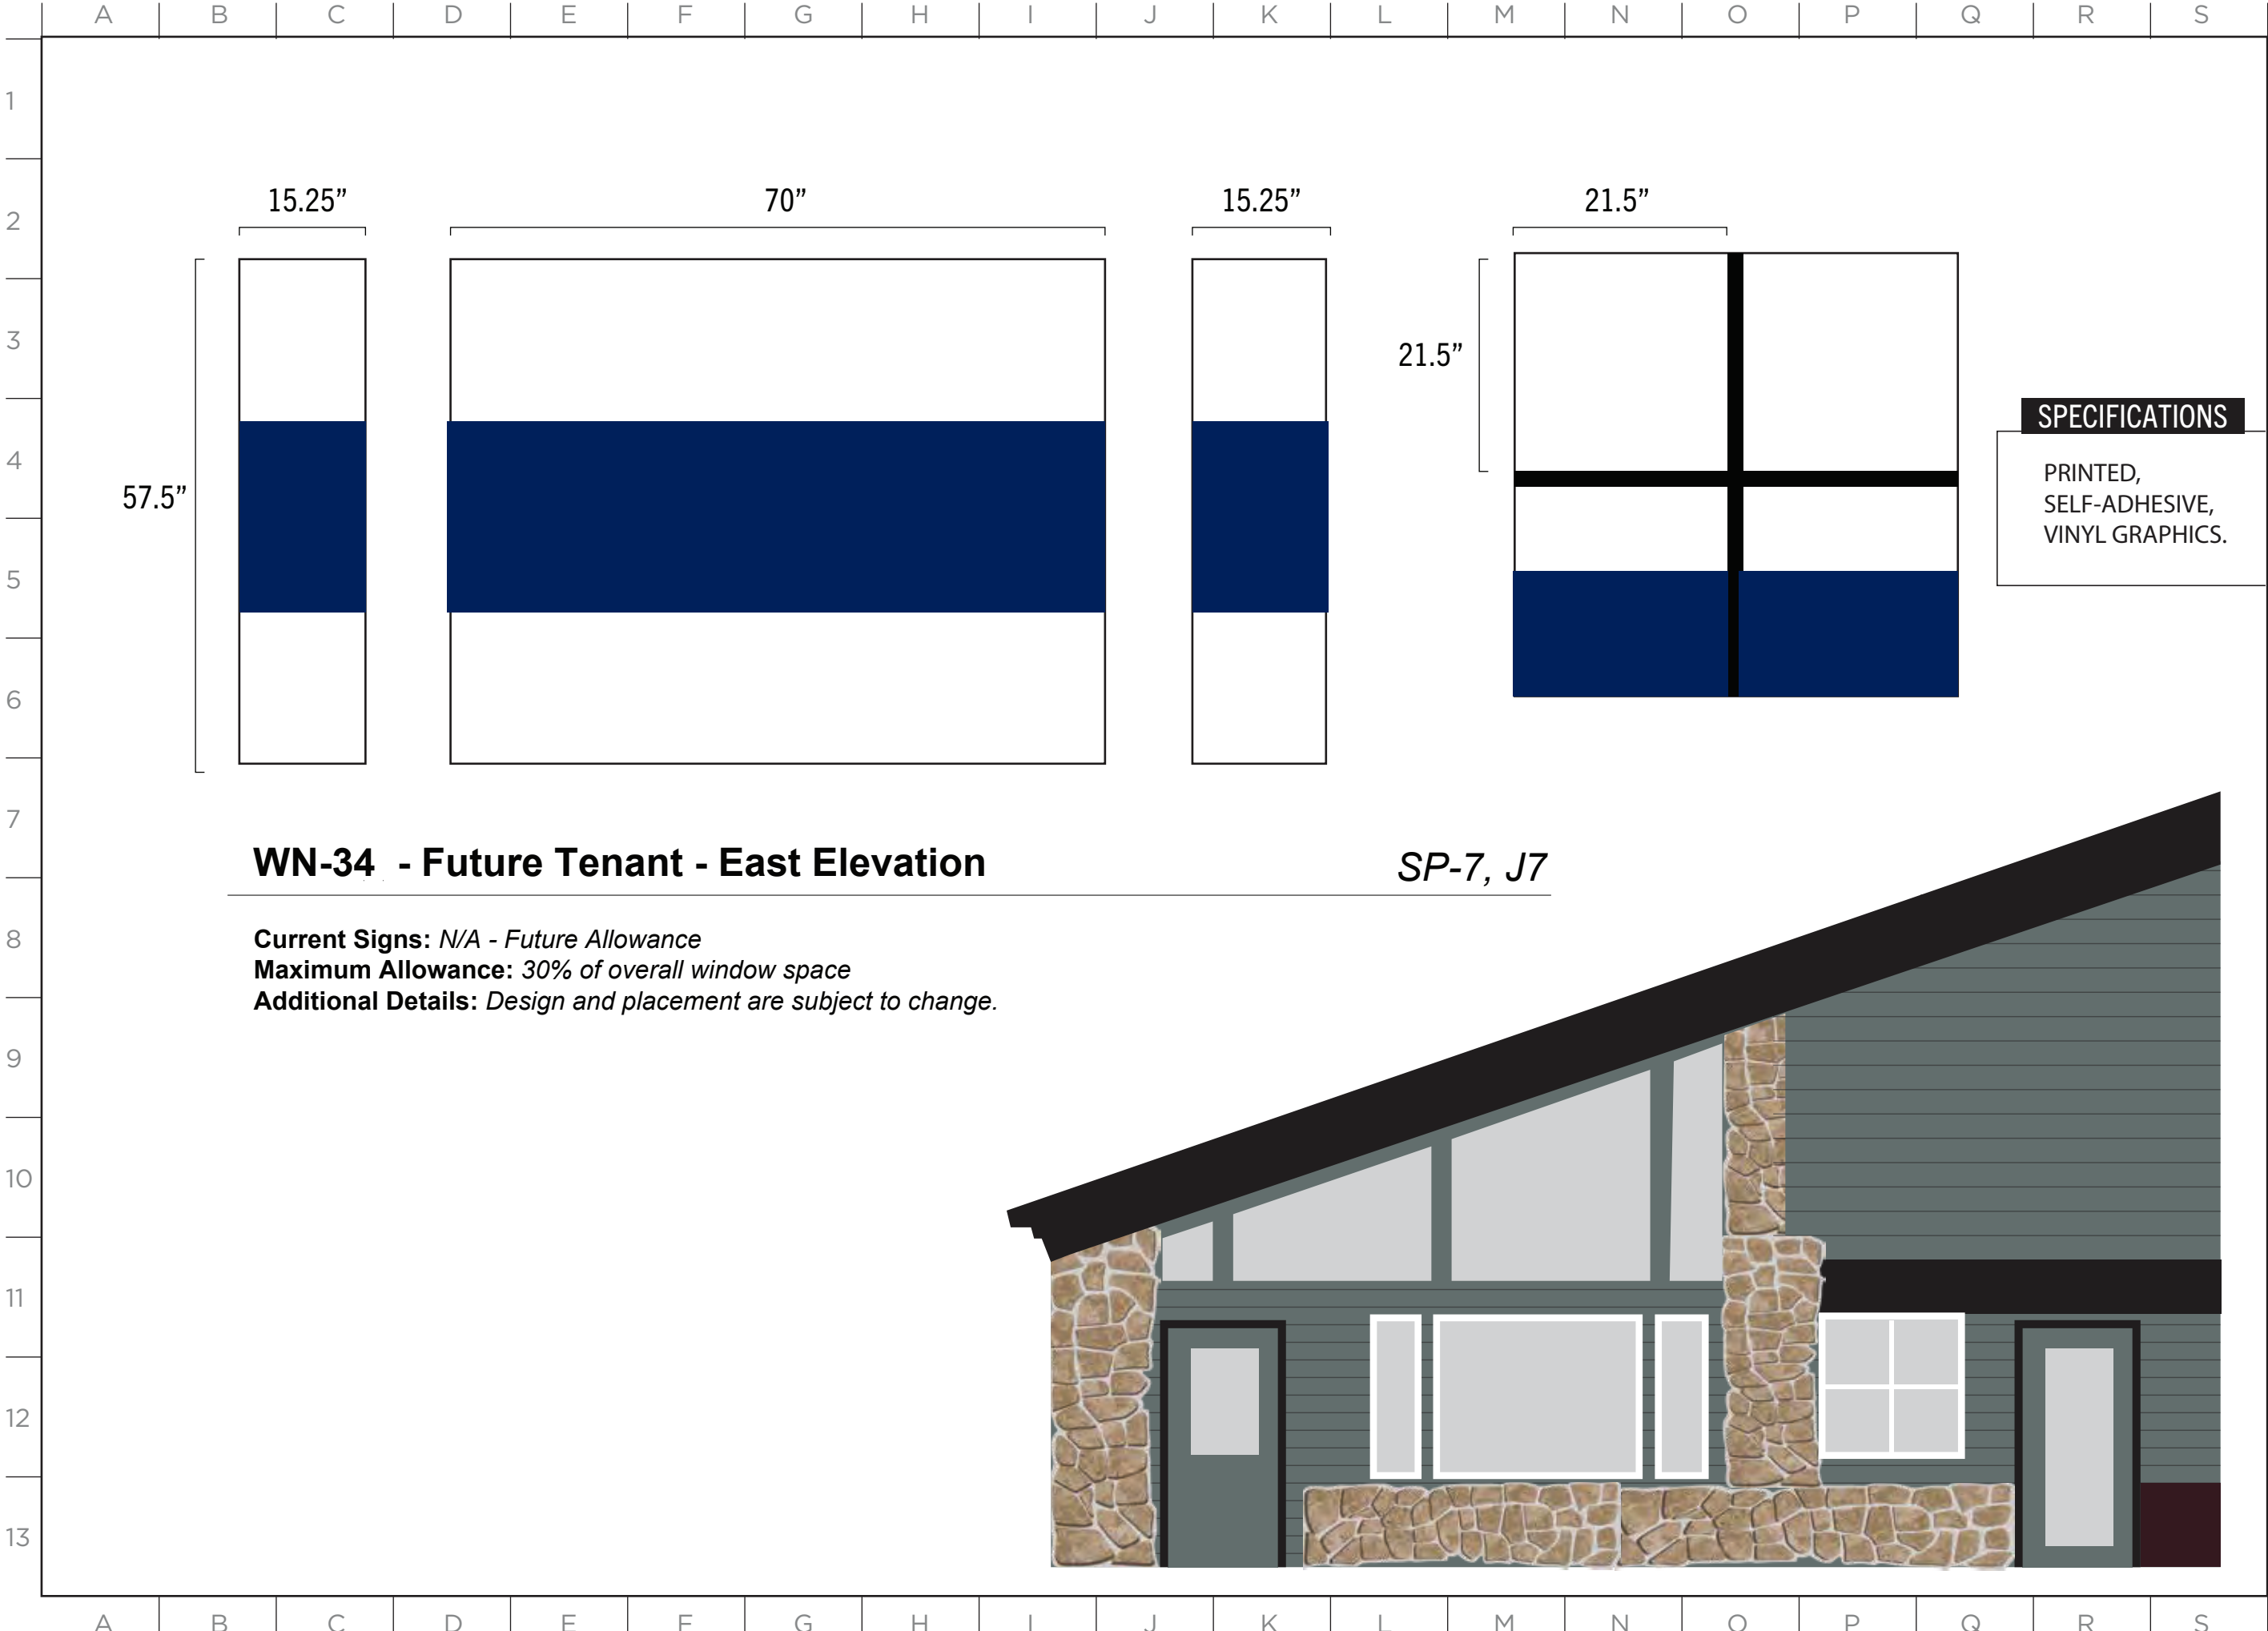 A B C D E F G H I J K L M N O P Q R S
1
2
3
4
5
6
7
8
9
10
11
12
13
15.25”
70”
15.25”
21.5”
57.5”
21.5”
SPECIFICATIONS
PRINTED,
SELF-ADHESIVE,
VINYL GRAPHICS.
WN-34 - Future Tenant - East Elevation
SP-7, J7
Current Signs: N/A - Future Allowance
Maximum Allowance: 30% of overall window space
Additional Details: Design and placement are subject to change.
A B C D E F G H I J K L M N O P Q R S